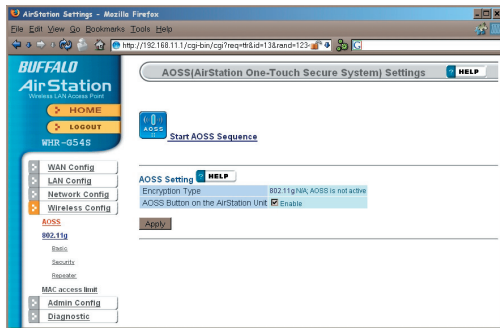 AirStation Settings - Mozilla Firefox
File Edit View Go Bookmarks Tools Help
http://192.168.11.1/cgi-bin/cgi?req=ttr&id=13&rand=123
G
BUFFALO
AirStation
Wireless LAN Access Point
HOME
LOGOUT
WHR-G54S
WAN Config
LAN Config
Network Config
Wireless Config
AOSS
802.11g
Basic
Security
Repeater
MAC access limit
Admin Config
Diagnostic
AOSS(AirStation One-Touch Secure System) Settings
? HELP
AOSS
Start AOSS Sequence
AOSS Setting ? HELP
Encryption Type 802.11g N/A; AOSS is not active
AOSS Button on the AirStation Unit Enable
Apply